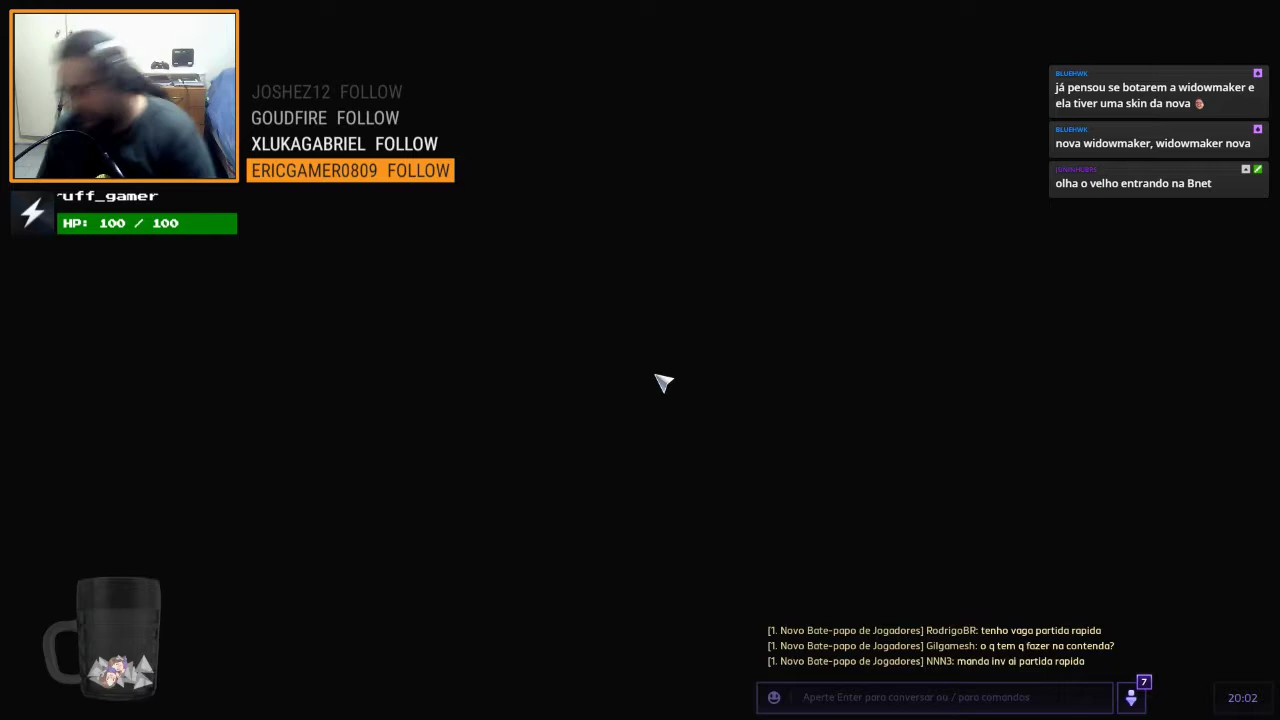 JOSHEZ12 FOLLOW
GOUDFIRE FOLLOW
XLUKAGABRIEL FOLLOW
ERICGAMER0809 FOLLOW
ruff_gamer
HP: 100 / 100
BLUEHWK
já pensou se botarem a widowmaker e
ela tiver uma skin da nova
BLUEHWK
nova widowmaker, widowmaker nova
olha o velho entrando na Bnet
[1. Novo Bate-papo de Jogadores] RodrigoBR: tenho vaga partida rapida
[1. Novo Bate-papo de Jogadores] Gilgamesh: o q tem q fazer na contenda?
[1. Novo Bate-papo de Jogadores] NNN3: manda inv ai partida rapida
Aperte Enter para conversar ou / para comandos
7
20:02